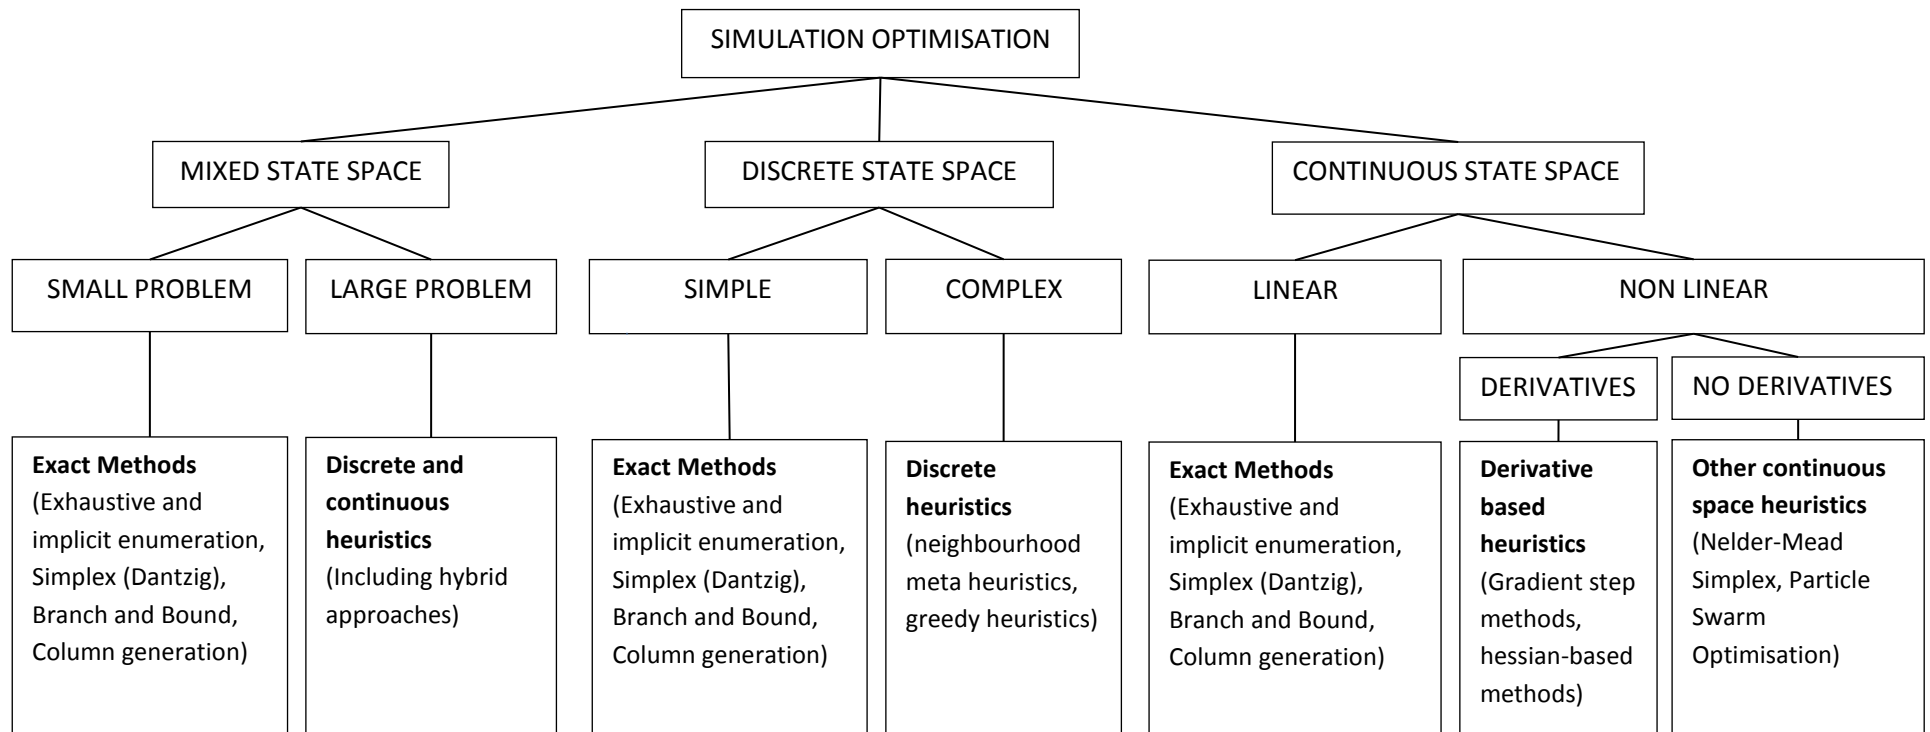 SIMULATION OPTIMISATION
MIXED STATE SPACE
DISCRETE STATE SPACE
CONTINUOUS STATE SPACE
SMALL PROBLEM
LARGE PROBLEM
SIMPLE
COMPLEX
LINEAR
NON LINEAR
DERIVATIVES
NO DERIVATIVES
Exact Methods
(Exhaustive and
implicit enumeration,
Simplex (Dantzig),
Branch and Bound,
Column generation)
Discrete and
continuous
heuristics
(Including hybrid
approaches)
Exact Methods
(Exhaustive and
implicit enumeration,
Simplex (Dantzig),
Branch and Bound,
Column generation)
Discrete
heuristics
(neighbourhood
meta heuristics,
greedy heuristics)
Exact Methods
(Exhaustive and
implicit enumeration,
Simplex (Dantzig),
Branch and Bound,
Column generation)
Derivative
based
heuristics
(Gradient step
methods,
hessian-based
methods)
Other continuous
space heuristics
(Nelder-Mead
Simplex, Particle
Swarm
Optimisation)